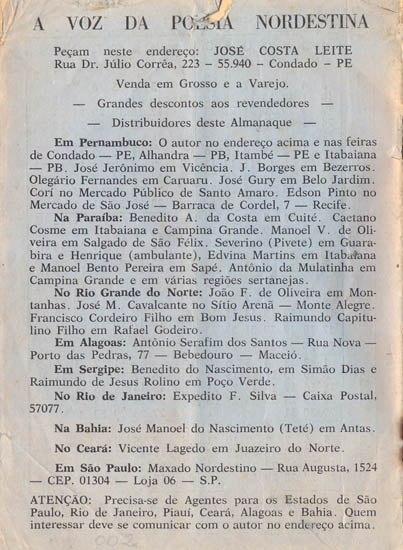 A VOZ DA POESIA NORDESTINA
Peçam neste endereço: JOSÉ COSTA LEITE
Rua Dr. Júlio Corrêa, 223 – 55.940 – Condado – PE
Venda em Grosso e a Varejo.
— Grandes descontos aos revendedores —
— Distribuidores deste Almanaque —
Em Pernambuco: O autor no endereço acima e nas feiras
de Condado — PE, Alhandra — PB, Itambé — PE e Itabaiana
— PB. José Jerônimo em Vicência. J. Borges em Bezerros.
Olegário Fernandes em Caruaru. José Gury em Belo Jardim.
Cori no Mercado Público de Santo Amaro. Edson Pinto no
Mercado de São José — Barraca de Cordel, 7 — Recife.
Na Paraíba: Benedito A. da Costa em Cuité. Caetano
Cosme em Itabaiana e Campina Grande. Manoel V. de Oli-
veira em Salgado de São Félix. Severino (Pivete) em Guara-
bira e Henrique (ambulante), Edvina Martins em Itabaiana
e Manoel Bento Pereira em Sapé. Antônio da Mulatinha em
Campina Grande e em várias regiões sertanejas.
No Rio Grande do Norte: João F. de Oliveira em Mon-
tanhas. José M. Cavalcante no Sítio Arenã — Monte Alegre.
Francisco Cordeiro Filho em Bom Jesus. Raimundo Capitu-
lino Filho em Rafael Godeiro.
Em Alagoas: Antônio Serafim dos Santos — Rua Nova —
Porto das Pedras, 77 — Bebedouro — Maceió.
Em Sergipe: Benedito do Nascimento, em Simão Dias e
Raimundo de Jesus Rolino em Poço Verde.
No Rio de Janeiro: Expedito F. Silva — Caixa Postal,
57077.
Na Bahia: José Manoel do Nascimento (Teté) em Antas.
No Ceará: Vicente Lagedo em Juazeiro do Norte.
Em São Paulo: Maxado Nordestino — Rua Augusta, 1524
— CEP. 01304 — Loja 06 — S.P.
ATENÇÃO: Precisa-se de Agentes para os Estados de São
Paulo, Rio de Janeiro, Piauí, Ceará, Alagoas e Bahia. Quem
interessar deve se comunicar com o autor no endereço acima.
002